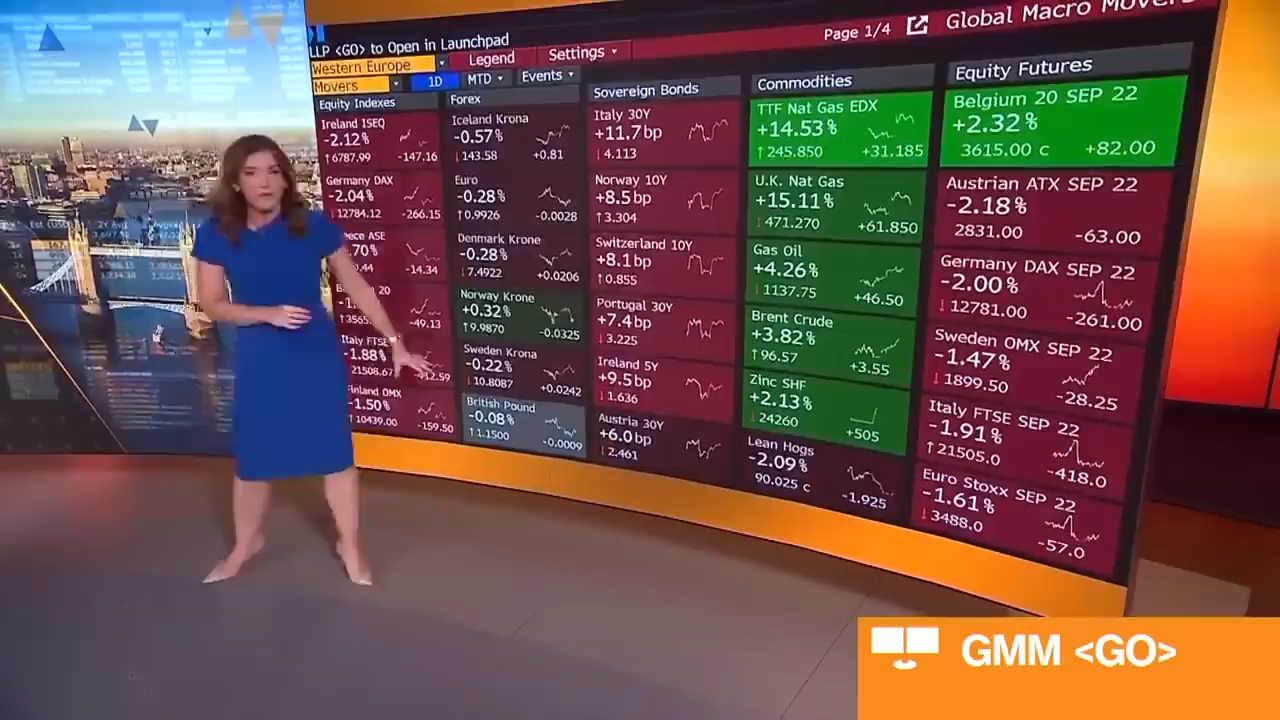 LLP <GO> to Open in Launchpad
Page 1/4
Global Macro Movers
Western Europe
Legend
Settings
Movers
1D
MTD
Events
Equity Indexes
Ireland ISEQ
-2.12%
↑6787.99 -147.16
Germany DAX
-2.04%
↓12784.12 -266.15
ece ASE
.70%
.44 -14.34
20
↑3565. -49.13
Italy FTSE
-1.88%
21508.67
Finland OMX
-1.50%
↑10439.00 -159.50
Forex
Iceland Krona
-0.57%
↓143.58 +0.81
Euro
-0.28%
↑0.9926 -0.0028
Denmark Krone
-0.28%
↓7.4922 +0.0206
Norway Krone
+0.32%
↑9.9870 -0.0325
Sweden Krona
-0.22%
↓10.8087 +0.0242
British Pound
-0.08%
↑1.1500 -0.0009
Sovereign Bonds
Italy 30Y
+11.7bp
↓4.113
Norway 10Y
+8.5bp
↑3.304
Switzerland 10Y
+8.1bp
↑0.855
Portugal 30Y
+7.4bp
↓3.225
Ireland 5Y
+9.5bp
↓1.636
Austria 30Y
+6.0bp
↓2.461
Commodities
TTF Nat Gas EDX
+14.53%
↑245.850 +31.185
U.K. Nat Gas
+15.11%
↓471.270 +61.850
Gas Oil
+4.26%
↓1137.75 +46.50
Brent Crude
+3.82%
↑96.57 +3.55
Zinc SHF
+2.13%
↓24260 +505
Lean Hogs
-2.09%
90.025 c -1.925
Equity Futures
Belgium 20 SEP 22
+2.32%
3615.00 c +82.00
Austrian ATX SEP 22
-2.18%
2831.00 -63.00
Germany DAX SEP 22
-2.00%
↓12781.00 -261.00
Sweden OMX SEP 22
-1.47%
↓1899.50 -28.25
Italy FTSE SEP 22
-1.91%
↑21505.0 -418.0
Euro Stoxx SEP 22
-1.61%
↓3488.0 -57.0
GMM <GO>